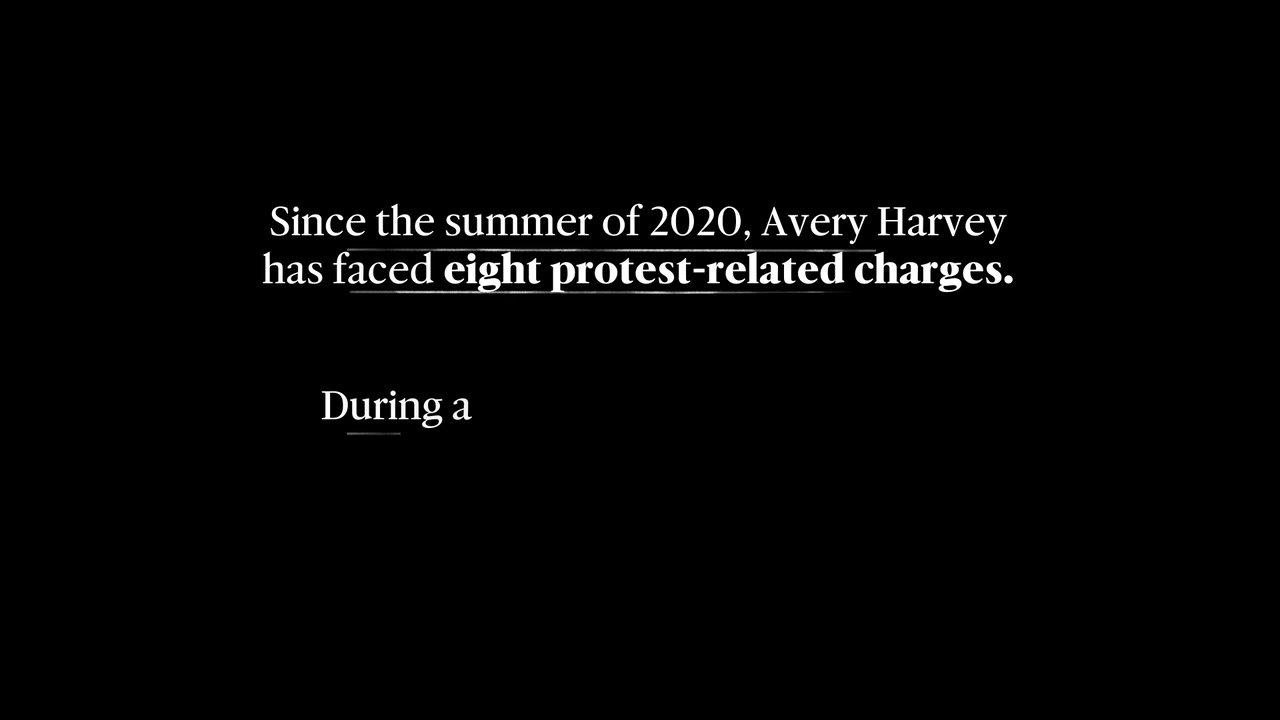 Since the summer of 2020, Avery Harvey
has faced eight protest-related charges.
During a